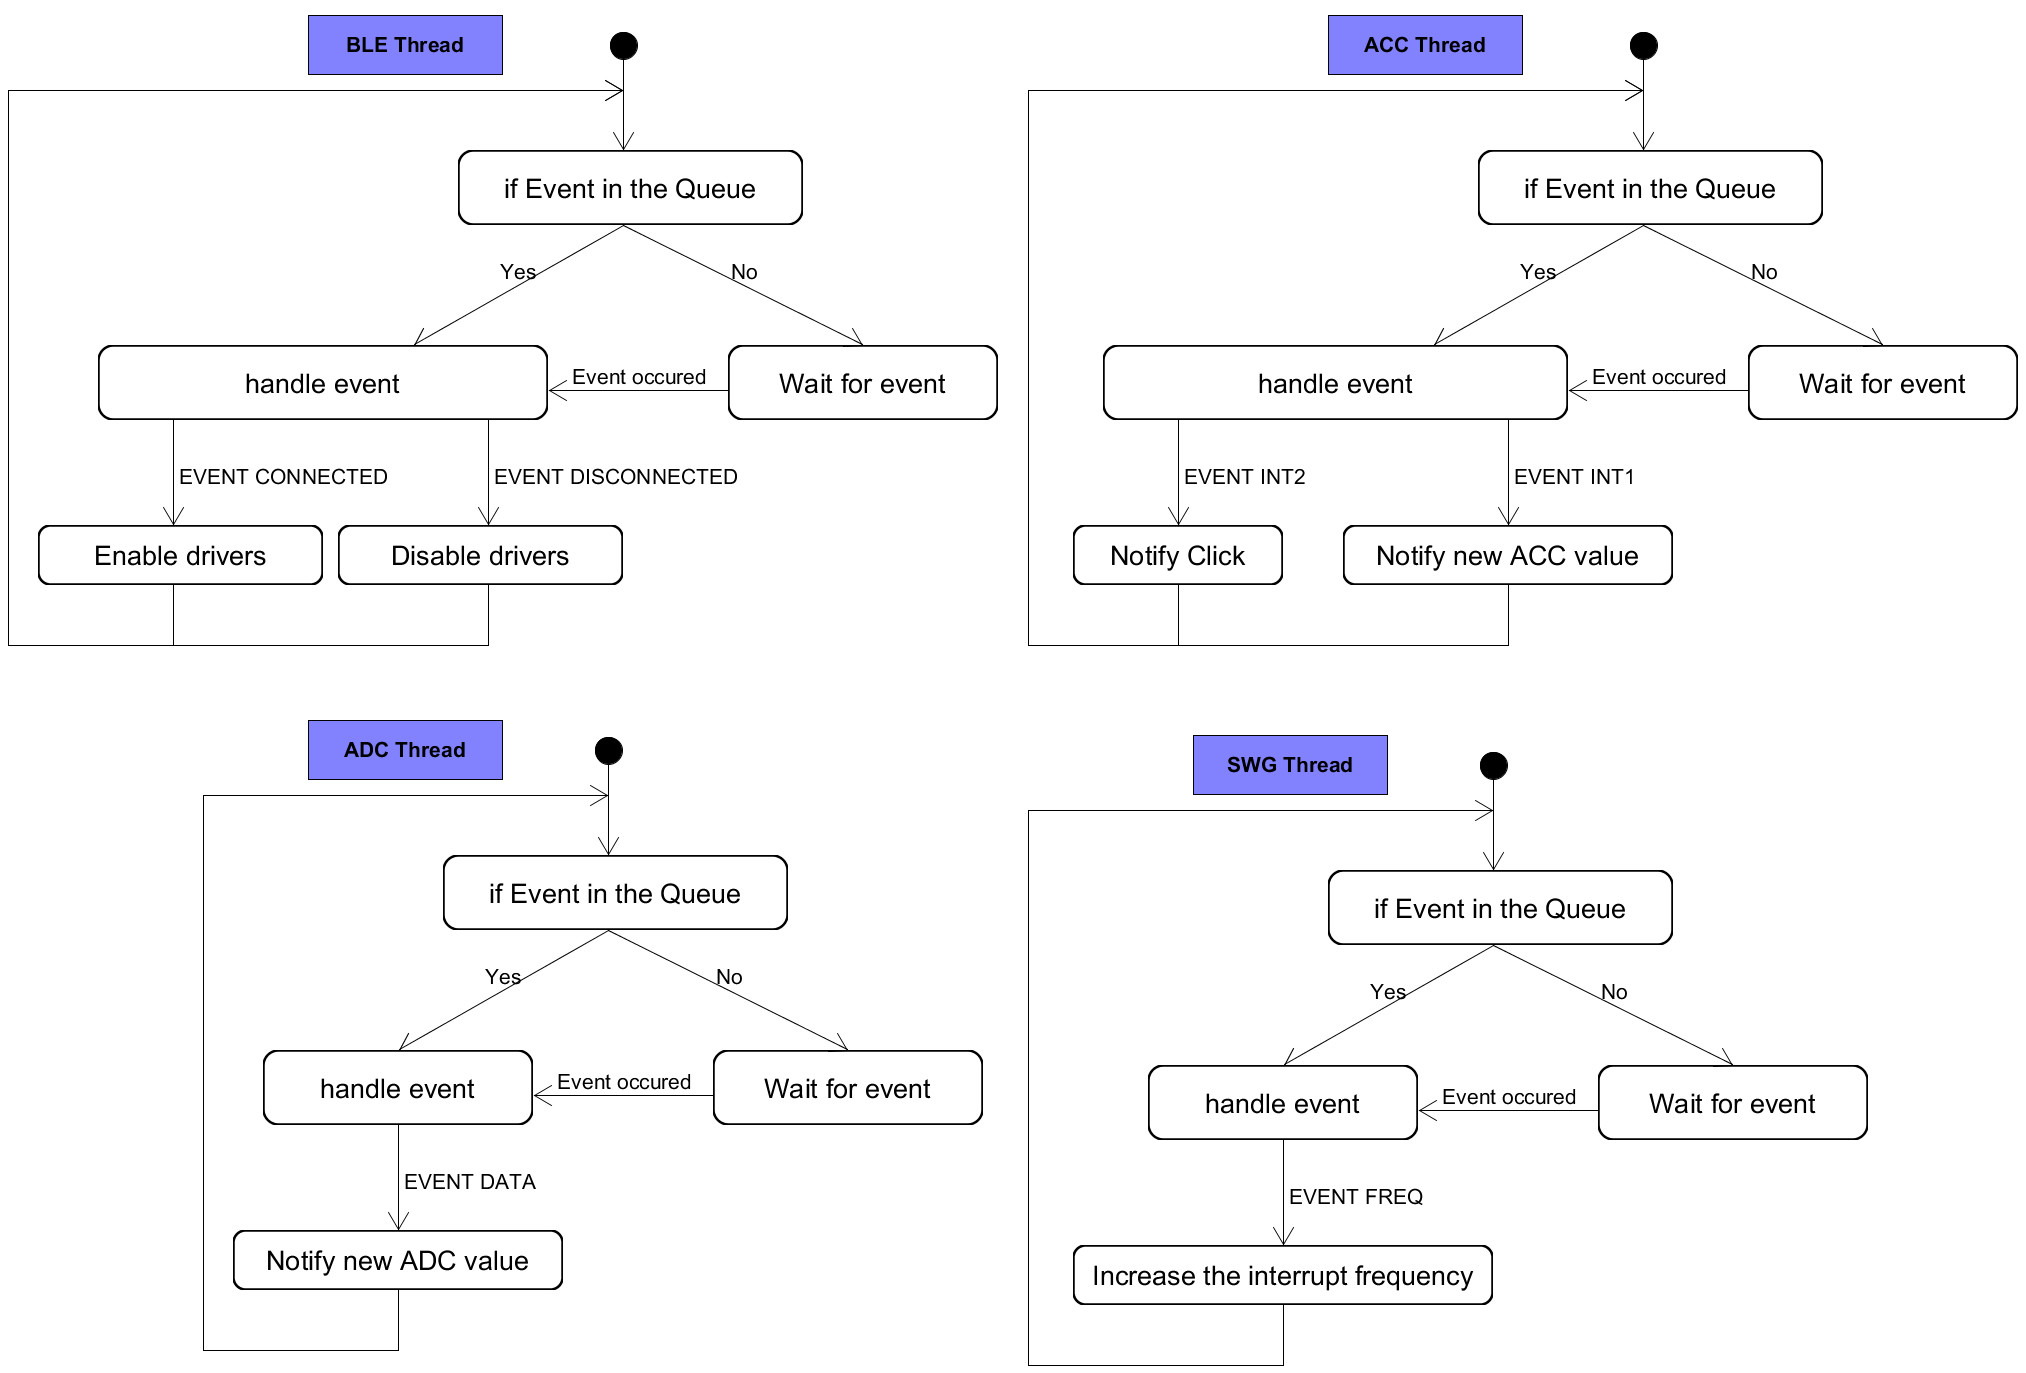 BLE Thread
if Event in the Queue
Yes
No
handle event
Event occured
Wait for event
EVENT CONNECTED
EVENT DISCONNECTED
Enable drivers
Disable drivers
ACC Thread
if Event in the Queue
Yes
No
handle event
Event occured
Wait for event
EVENT INT2
EVENT INT1
Notify Click
Notify new ACC value
ADC Thread
if Event in the Queue
Yes
No
handle event
Event occured
Wait for event
EVENT DATA
Notify new ADC value
SWG Thread
if Event in the Queue
Yes
No
handle event
Event occured
Wait for event
EVENT FREQ
Increase the interrupt frequency